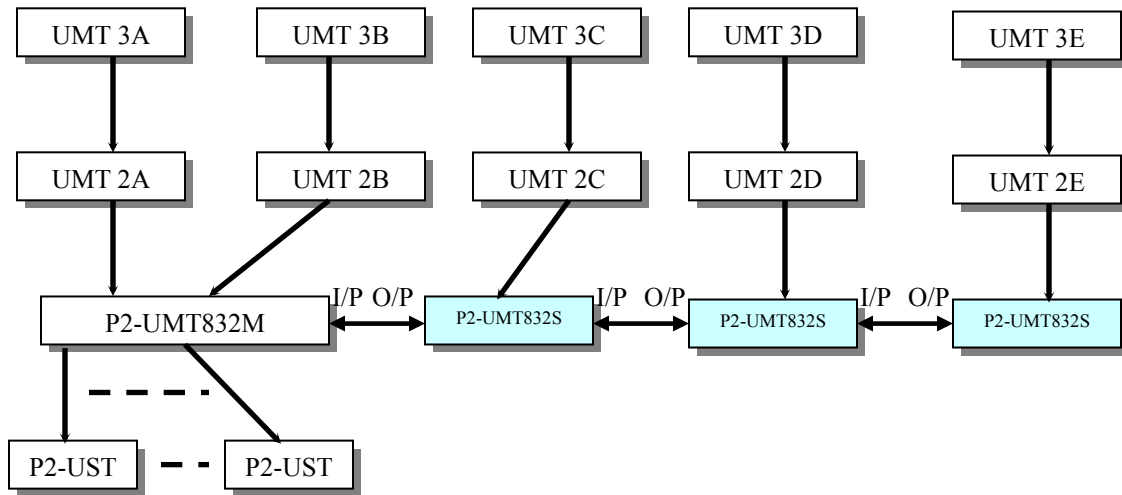 UMT 3A
UMT 3B
UMT 3C
UMT 3D
UMT 3E
UMT 2A
UMT 2B
UMT 2C
UMT 2D
UMT 2E
I/P O/P
I/P O/P
I/P O/P
P2-UMT832M
P2-UMT832S
P2-UMT832S
P2-UMT832S
P2-UST
P2-UST